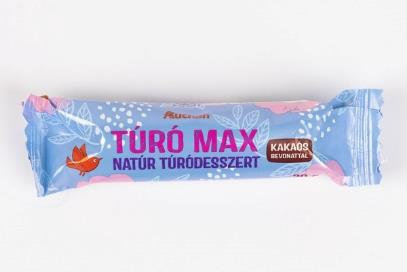 Auchan
TÚRÓ MAX
NATÚR TÚRÓDESSZERT
KAKAÓS
BEVONATTAL